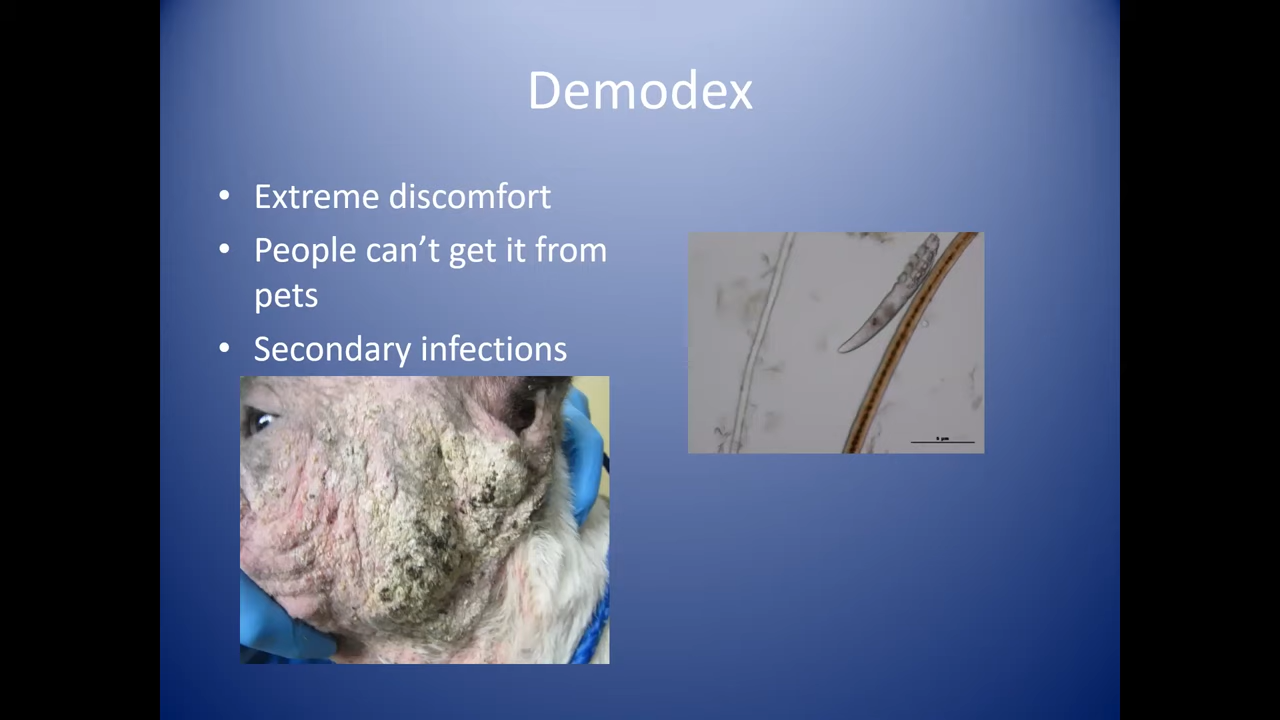 Demodex
• Extreme discomfort
• People can’t get it from
pets
• Secondary infections